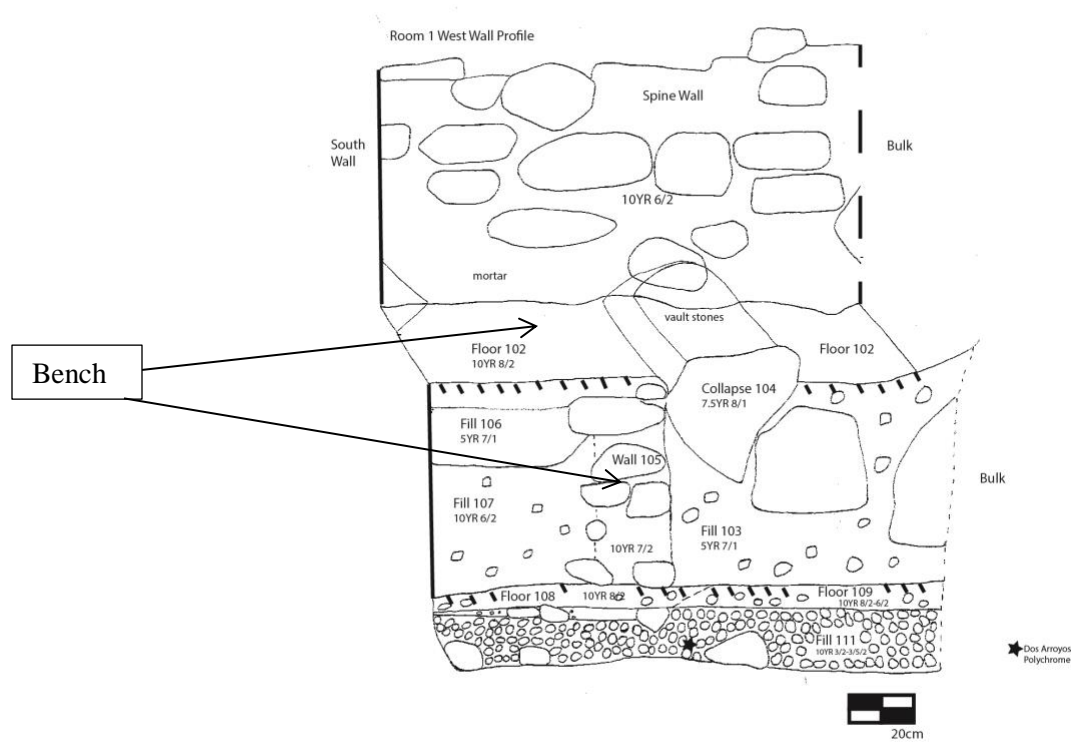 Room 1 West Wall Profile
Spine Wall
South
Wall
Bulk
10YR 6/2
mortar
vault stones
Floor 102
10YR 8/2
Floor 102
Bench
Collapse 104
7.5YR 8/1
Fill 106
5YR 7/1
Wall 105
Bulk
Fill 107
10YR 6/2
Fill 103
5YR 7/1
10YR 7/2
Floor 108
10YR 8/2
Floor 109
10YR 8/2-6/2
Fill 111
10YR 3/2-3/5/2
Dos Arroyos
Polychrome
20cm